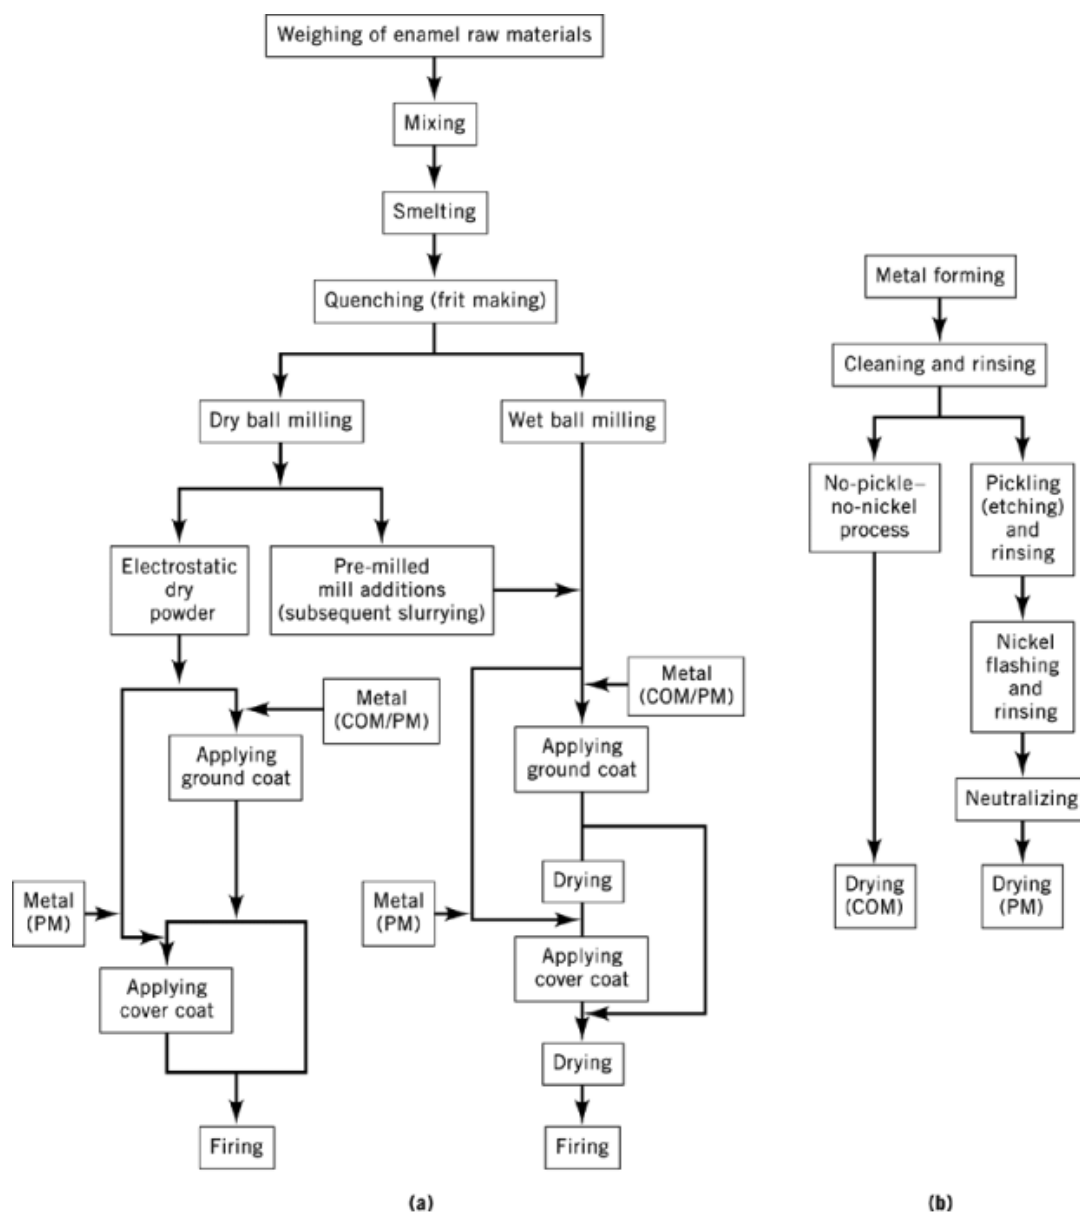 Weighing of enamel raw materials
Mixing
Smelting
Quenching (frit making)
Dry ball milling
Wet ball milling
Electrostatic
dry
powder
Pre-milled
mill additions
(subsequent slurrying)
Metal
(COM/PM)
Applying
ground coat
Metal
(PM)
Applying
cover coat
Firing
Metal
(COM/PM)
Applying
ground coat
Drying
Metal
(PM)
Applying
cover coat
Drying
Firing
(a)
Metal forming
Cleaning and rinsing
No-pickle–
no-nickel
process
Drying
(COM)
Pickling
(etching)
and
rinsing
Nickel
flashing
and
rinsing
Neutralizing
Drying
(PM)
(b)